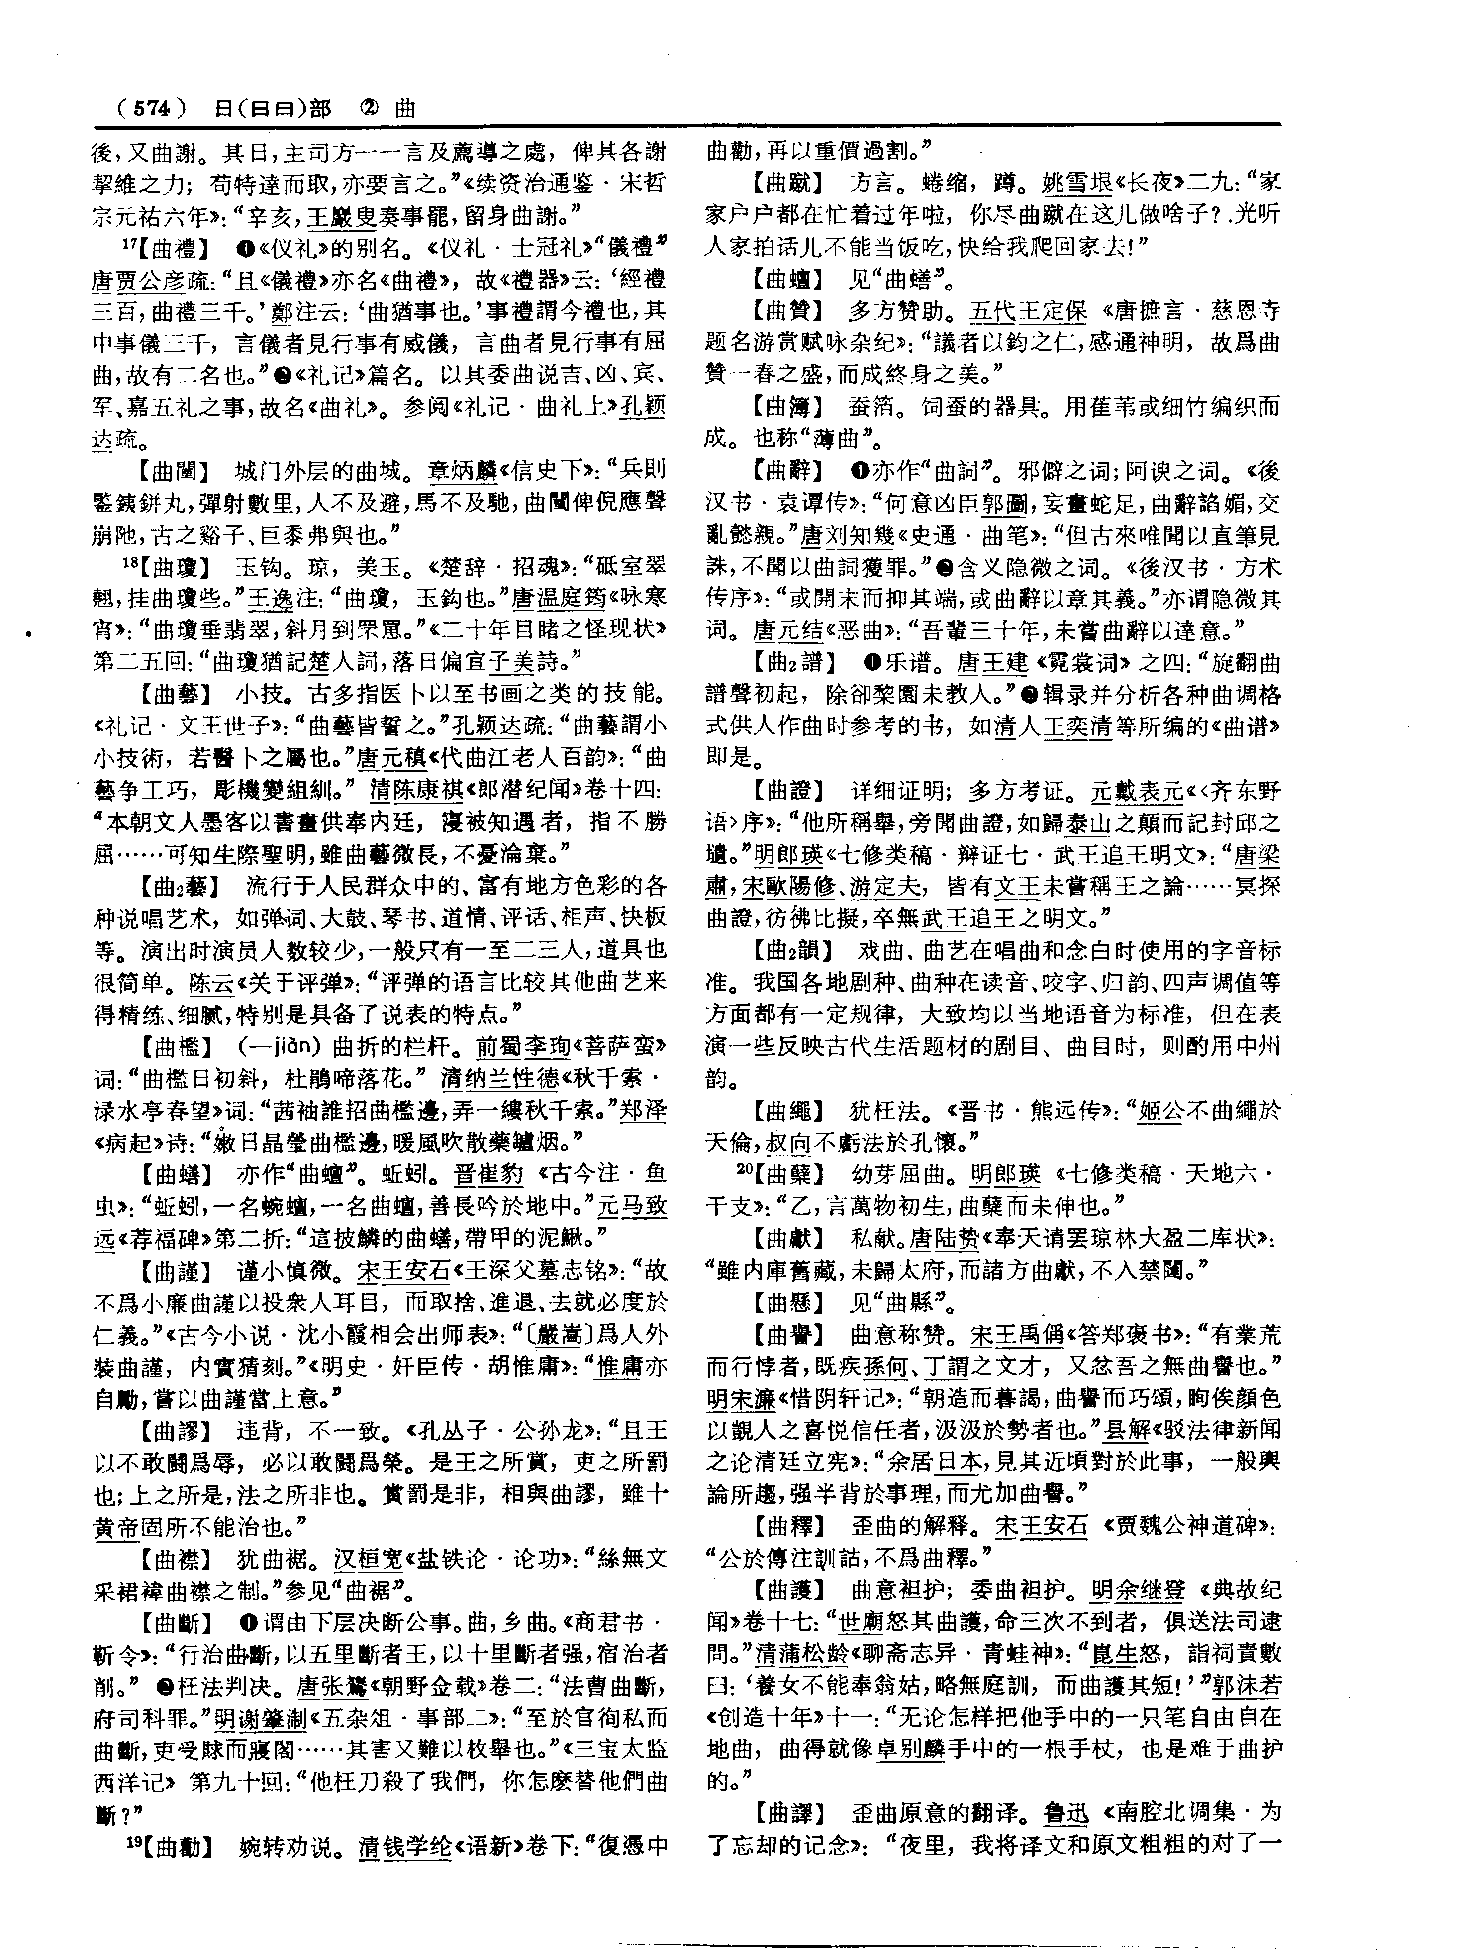 （574） 日（日曰）部 ② 曲
後，又曲謝。其日，主司方一一言及薦導之處，俾其各謝
挈維之力；苟特達而取，亦要言之。”《续资治通鉴·宋哲
宗元祐六年》：“辛亥，王巖叟奏事罷，留身曲謝。”
17【曲禮】 ❶《仪礼》的别名。《仪礼·士冠礼》“儀禮”
唐贾公彦疏：“且《儀禮》亦名《曲禮》，故《禮器》云：‘經禮
三百，曲禮三千。’鄭注云：‘曲猶事也。’事禮謂今禮也，其
中事儀三千，言儀者見行事有威儀，言曲者見行事有屈
曲，故有二名也。”❷《礼记》篇名。以其委曲说吉、凶、宾、
军、嘉五礼之事，故名《曲礼》。参阅《礼记·曲礼上》孔颖
达疏。
【曲闉】 城门外层的曲城。章炳麟《信史下》：“兵則
鑿銕鉼丸，彈射數里，人不及避，馬不及馳，曲闉俾倪應聲
崩阤，古之谿子、巨黍弗與也。”
18【曲瓊】 玉钩。琼，美玉。《楚辞·招魂》：“砥室翠
翹，挂曲瓊些。”王逸注：“曲瓊，玉鈎也。”唐温庭筠《咏寒
宵》：“曲瓊垂翡翠，斜月到罘罳。”《二十年目睹之怪现状》
第二五回：“曲瓊猶記楚人詞，落日偏宜子美詩。”
【曲藝】 小技。古多指医卜以至书画之类的技能。
《礼记·文王世子》：“曲藝皆誓之。”孔颖达疏：“曲藝謂小
小技術，若醫卜之屬也。”唐元稹《代曲江老人百韵》：“曲
藝争工巧，彫機變組紃。” 清陈康祺《郎潜纪闻》卷十四：
“本朝文人墨客以書畫供奉内廷，寖被知遇者，指不勝
屈……可知生際聖明，雖曲藝微長，不憂淪棄。”
【曲2藝】 流行于人民群众中的、富有地方色彩的各
种说唱艺术，如弹词、大鼓、琴书、道情、评话、相声、快板
等。演出时演员人数较少，一般只有一至二三人，道具也
很简单。陈云《关于评弹》：“评弹的语言比较其他曲艺来
得精练、细腻，特别是具备了说表的特点。”
【曲檻】 （—jiàn）曲折的栏杆。前蜀李珣《菩萨蛮》
词：“曲檻日初斜，杜鵑啼落花。” 清纳兰性德《秋千索·
渌水亭春望》词：“茜袖誰招曲檻邊，弄一縷秋千索。”郑泽
《病起》诗：“嫩日晶瑩曲檻邊，暖風吹散藥罏烟。”
【曲蟮】 亦作“曲蟺”。蚯蚓。晋崔豹《古今注·鱼
虫》：“蚯蚓，一名蜿蟺，一名曲蟺，善長吟於地中。”元马致
远《荐福碑》第二折：“這披鱗的曲蟮，帶甲的泥鰍。”
【曲謹】 谨小慎微。宋王安石《王深父墓志铭》：“故
不爲小廉曲謹以投衆人耳目，而取捨、進退、去就必度於
仁義。”《古今小说·沈小霞相会出师表》：“〔嚴嵩〕爲人外
裝曲謹，内實猜刻。”《明史·奸臣传·胡惟庸》：“惟庸亦
自勵，嘗以曲謹當上意。”
【曲謬】 违背，不一致。《孔丛子·公孙龙》：“且王
以不敢鬭爲辱，必以敢鬭爲榮。是王之所賞，吏之所罰
也；上之所是，法之所非也。賞罰是非，相與曲謬，雖十
黄帝固所不能治也。”
【曲襟】 犹曲裾。汉桓宽《盐铁论·论功》：“絲無文
采裙褘曲襟之制。”参见“曲裾”。
【曲斷】 ❶谓由下层决断公事。曲，乡曲。《商君书·
靳令》：“行治曲斷，以五里斷者王，以十里斷者强，宿治者
削。” ❷枉法判决。唐张鷟《朝野佥载》卷二：“法曹曲斷，
府司科罪。”明谢肇淛《五杂俎·事部二》：“至於官徇私而
曲斷，吏受賕而寢閣……其害又難以枚舉也。”《三宝太监
西洋记》第九十回：“他枉刀殺了我們，你怎麽替他們曲
斷？”
19【曲勸】 婉转劝说。清钱学纶《语新》卷下：“復憑中
曲勸，再以重價過割。”
【曲蹴】 方言。蜷缩，蹲。姚雪垠《长夜》二九：“家
家户户都在忙着过年啦，你尽曲蹴在这儿做啥子？光听
人家拍话儿不能当饭吃，快给我爬回家去！”
【曲蟺】 见“曲蟮”。
【曲贊】 多方赞助。五代王定保《唐摭言·慈恩寺
题名游赏赋咏杂纪》：“議者以鈞之仁，感通神明，故爲曲
贊一春之盛，而成終身之美。”
【曲簿】 蚕箔。饲蚕的器具。用萑苇或细竹编织而
成。也称“薄曲”。
【曲辭】 ❶亦作“曲詞”。邪僻之词；阿谀之词。《後
汉书·袁谭传》：“何意凶臣郭圖，妄畫蛇足，曲辭諂媚，交
亂懿親。”唐刘知幾《史通·曲笔》：“但古來唯聞以直筆見
誅，不聞以曲詞獲罪。”❷含义隐微之词。《後汉书·方术
传序》：“或開末而抑其端，或曲辭以章其義。”亦谓隐微其
词。唐元结《恶曲》：“吾輩三十年，未嘗曲辭以達意。”
【曲2譜】 ❶乐谱。唐王建《霓裳词》之四：“旋翻曲
譜聲初起，除卻棃園未教人。”❷辑录并分析各种曲调格
式供人作曲时参考的书，如清人王奕清等所编的《曲谱》
即是。
【曲證】 详细证明；多方考证。元戴表元《〈齐东野
语〉序》：“他所稱舉，旁聞曲證，如歸泰山之顛而記封邱之
壝。”明郎瑛《七修类稿·辩证七·武王追王明文》：“唐梁
肅，宋歐陽修、游定夫，皆有文王未嘗稱王之論……冥探
曲證，彷彿比擬，卒無武王追王之明文。”
【曲2韻】 戏曲、曲艺在唱曲和念白时使用的字音标
准。我国各地剧种、曲种在读音、咬字、归韵、四声调值等
方面都有一定规律，大致均以当地语音为标准，但在表
演一些反映古代生活题材的剧目、曲目时，则酌用中州
韵。
【曲繩】 犹枉法。《晋书·熊远传》：“姬公不曲繩於
天倫，叔向不虧法於孔懷。”
20【曲蘖】 幼芽屈曲。明郎瑛《七修类稿·天地六·
干支》：“乙，言萬物初生，曲蘖而未伸也。”
【曲獻】 私献。唐陆贽《奉天请罢琼林大盈二库状》：
“雖内庫舊藏，未歸太府，而諸方曲獻，不入禁闈。”
【曲懸】 见“曲縣”。
【曲譽】 曲意称赞。宋王禹偁《答郑褒书》：“有業荒
而行悖者，既疾孫何、丁謂之文才，又忿吾之無曲譽也。”
明宋濂《惜阴轩记》：“朝造而暮謁，曲譽而巧頌，眴俟顔色
以覬人之喜悦信任者，汲汲於勢者也。”县解《驳法律新闻
之论清廷立宪》：“余居日本，見其近頃對於此事，一般輿
論所趨，强半背於事理，而尤加曲譽。”
【曲釋】 歪曲的解释。宋王安石《贾魏公神道碑》：
“公於傳注訓詁，不爲曲釋。”
【曲護】 曲意袒护；委曲袒护。明余继登《典故纪
闻》卷十七：“世廟怒其曲護，命三次不到者，俱送法司逮
問。”清蒲松龄《聊斋志异·青蛙神》：“崑生怒，詣祠責數
曰：‘養女不能奉翁姑，略無庭訓，而曲護其短！’”郭沫若
《创造十年》十一：“无论怎样把他手中的一只笔自由自在
地曲，曲得就像卓别麟手中的一根手杖，也是难于曲护
的。”
【曲譯】 歪曲原意的翻译。鲁迅《南腔北调集·为
了忘却的记念》：“夜里，我将译文和原文粗粗的对了一